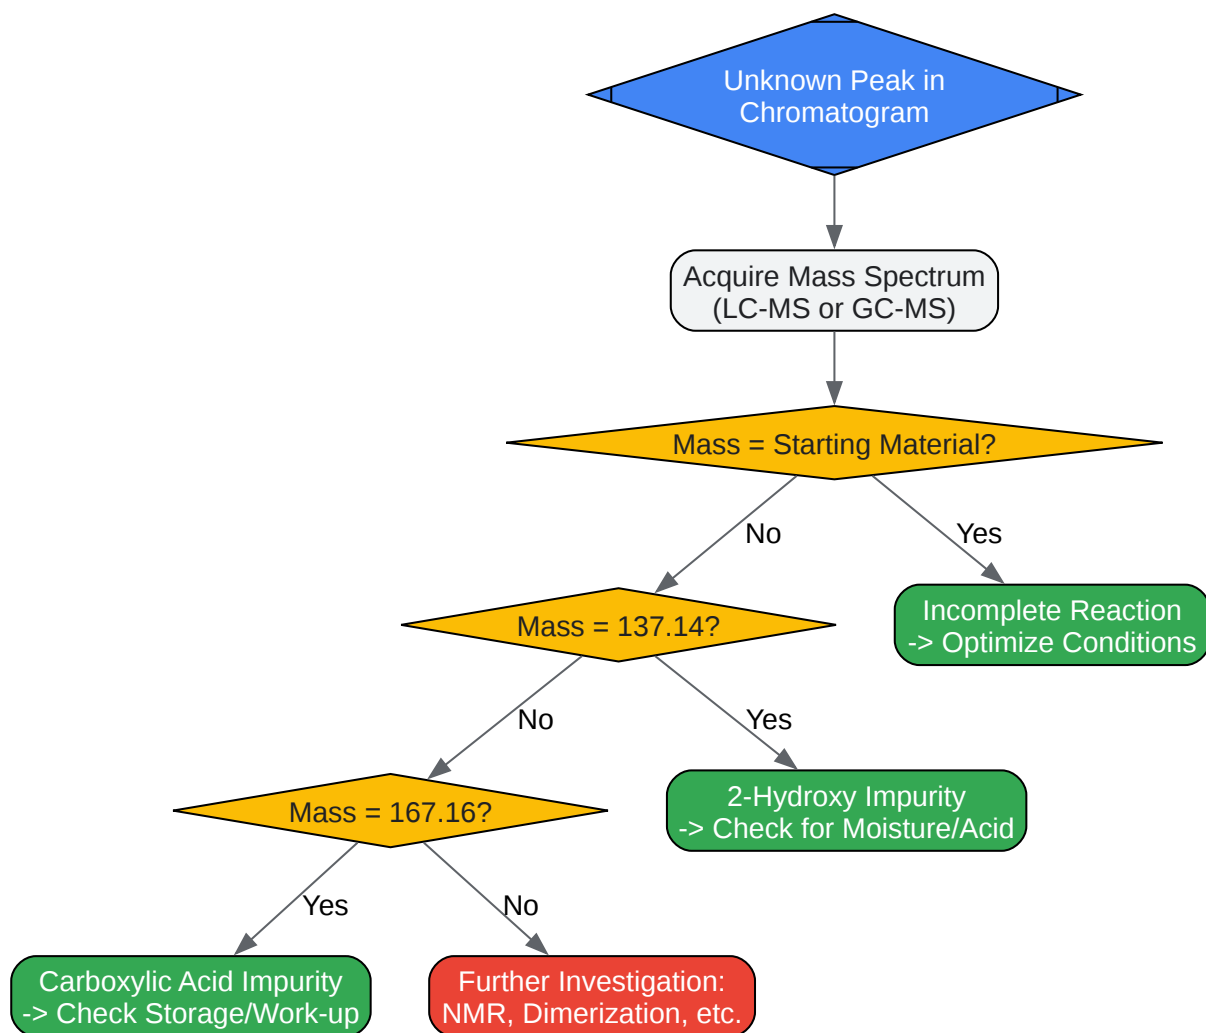 Unknown Peak in
Chromatogram
Acquire Mass Spectrum
(LC-MS or GC-MS)
Mass = Starting Material?
No
Yes
Mass = 137.14?
Incomplete Reaction
-> Optimize Conditions
No
Yes
Mass = 167.16?
2-Hydroxy Impurity
-> Check for Moisture/Acid
Yes
No
Carboxylic Acid Impurity
-> Check Storage/Work-up
Further Investigation:
NMR, Dimerization, etc.